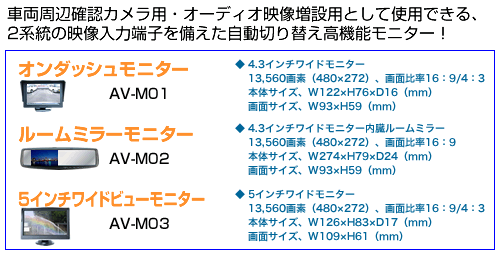 車両周辺確認カメラ用・オーディオ映像増設用として使用できる、
2系統の映像入力端子を備えた自動切り替え高機能モニター！
オンダッシュモニター
AV-M01
◆ 4.3インチワイドモニター
13,560画素（480×272）、画面比率16：9/4：3
本体サイズ、W122×H76×D16（mm）
画面サイズ、W93×H59（mm）
ルームミラーモニター
AV-M02
◆ 4.3インチワイドモニター内臓ルームミラー
13,560画素（480×272）、画面比率16：9
本体サイズ、W274×H79×D24（mm）
画面サイズ、W93×H59（mm）
5インチワイドビューモニター
AV-M03
◆ 5インチワイドモニター
13,560画素（480×272）、画面比率16：9/4：3
本体サイズ、W126×H83×D17（mm）
画面サイズ、W109×H61（mm）